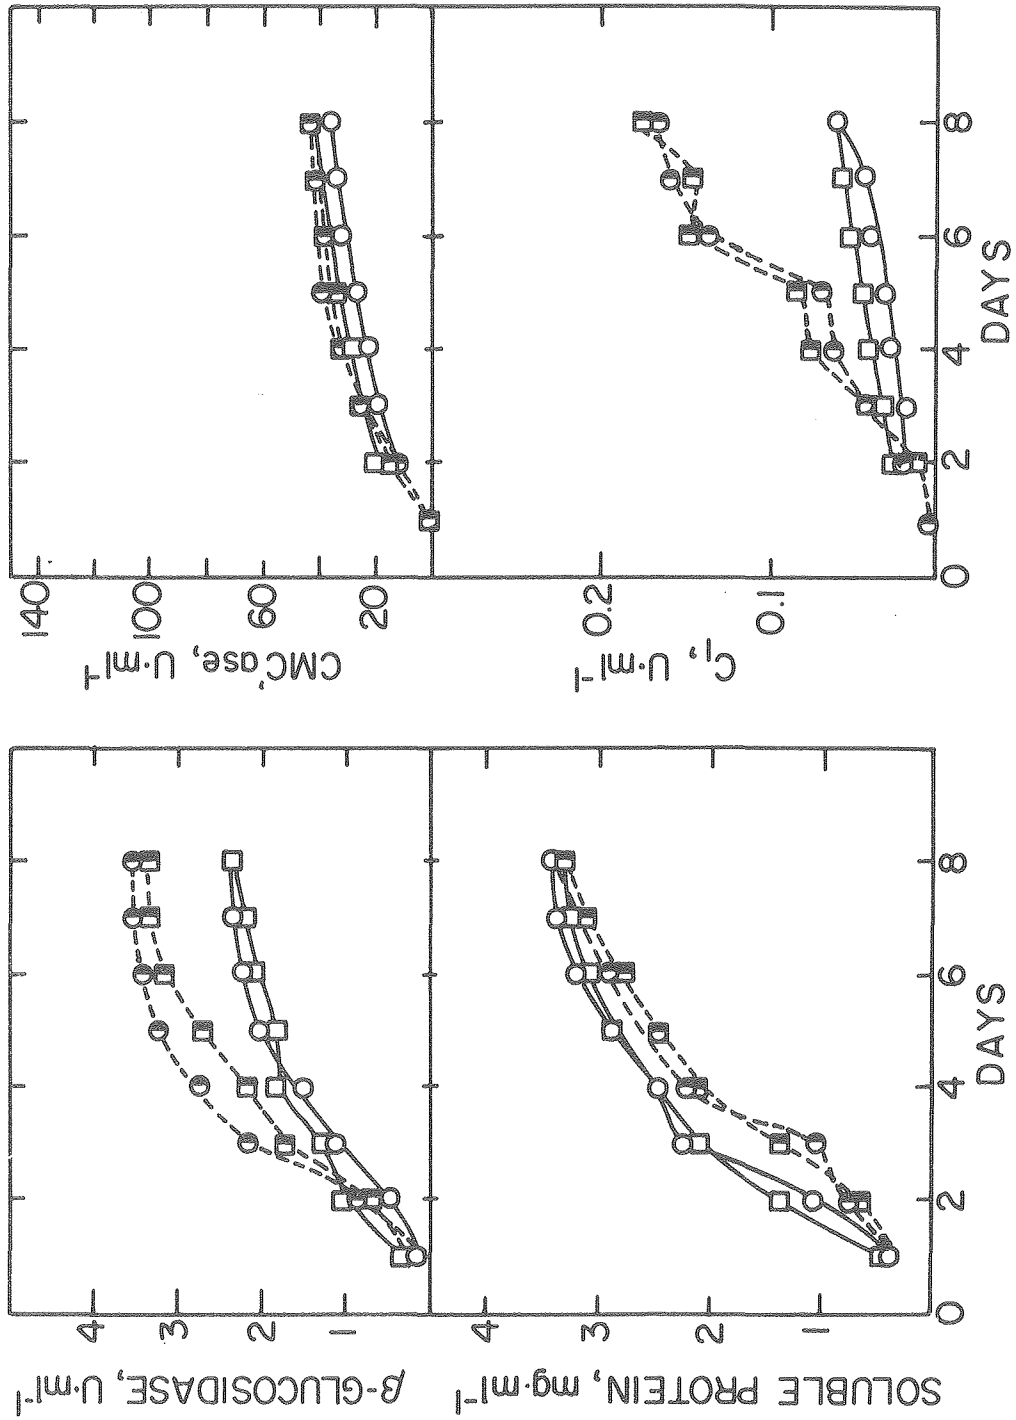 β-GLUCOSIDASE, U·ml⁻¹
4
3
2
1
SOLUBLE PROTEIN, mg·ml⁻¹
4
3
2
1
0 2 4 6 8
DAYS
CMC'ase, U·ml⁻¹
140
100
60
20
C₁, U·ml⁻¹
0.2
0.1
0 2 4 6 8
DAYS